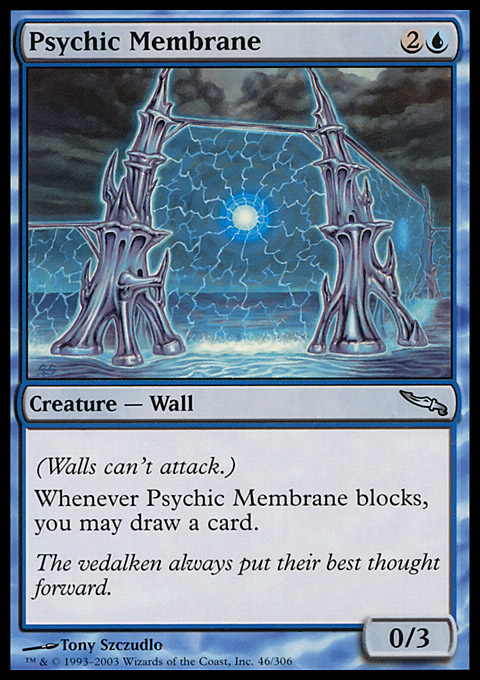 Psychic Membrane 2
Creature — Wall
(Walls can't attack.)
Whenever Psychic Membrane blocks,
you may draw a card.
The vedalken always put their best thought
forward.
0/3
Tony Szczudlo
™ & © 1993–2003 Wizards of the Coast, Inc. 46/306